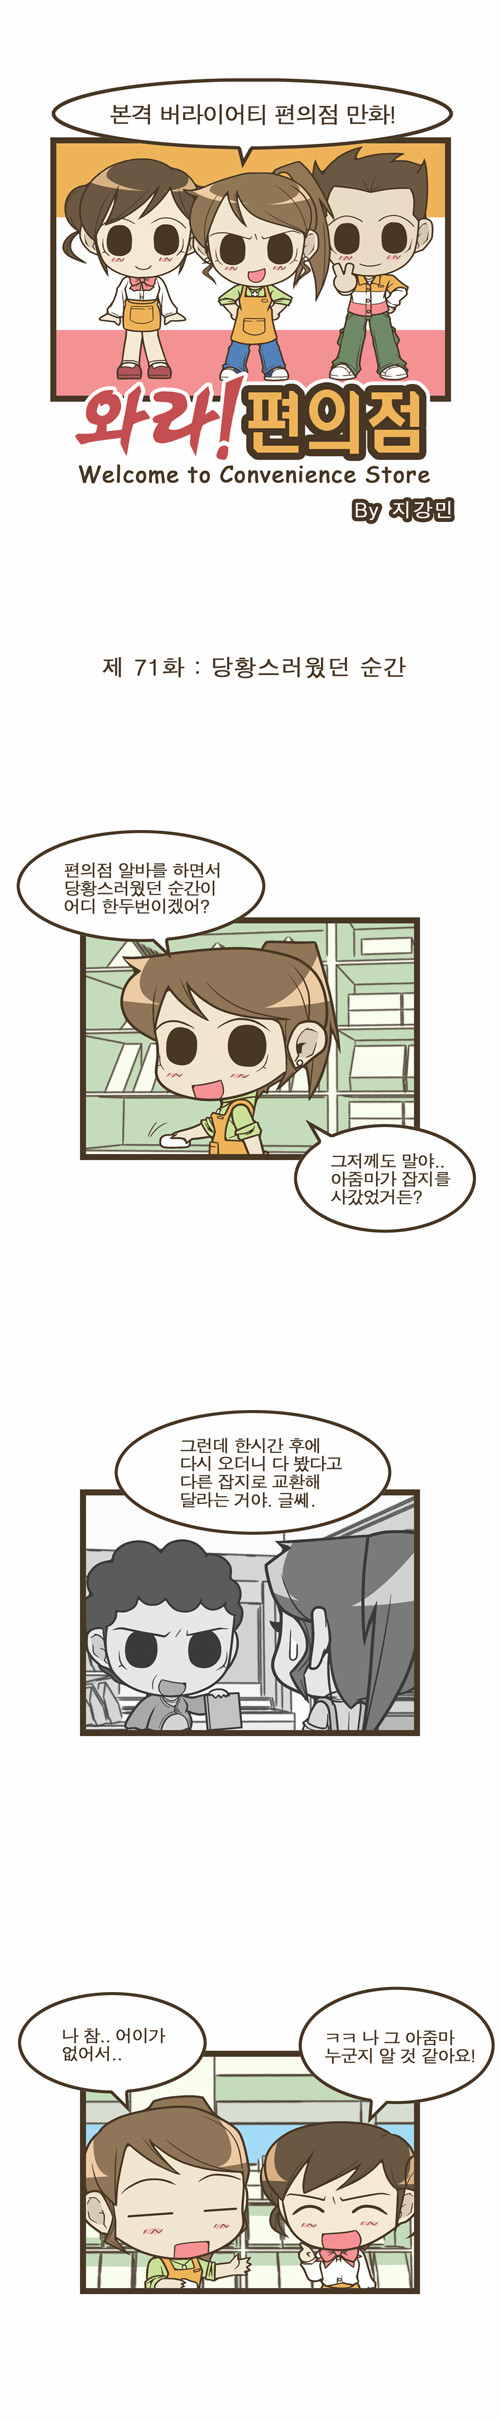 본격 버라이어티 편의점 만화!
와라! 편의점
Welcome to Convenience Store
By 지강민
제 71화 : 당황스러웠던 순간
편의점 알바를 하면서
당황스러웠던 순간이
어디 한두번이겠어?
그저께도 말야..
아줌마가 잡지를
사갔었거든?
그런데 한시간 후에
다시 오더니 다 봤다고
다른 잡지로 교환해
달라는 거야. 글쎄.
나 참.. 어이가
없어서..
ㅋㅋ 나 그 아줌마
누군지 알 것 같아요!